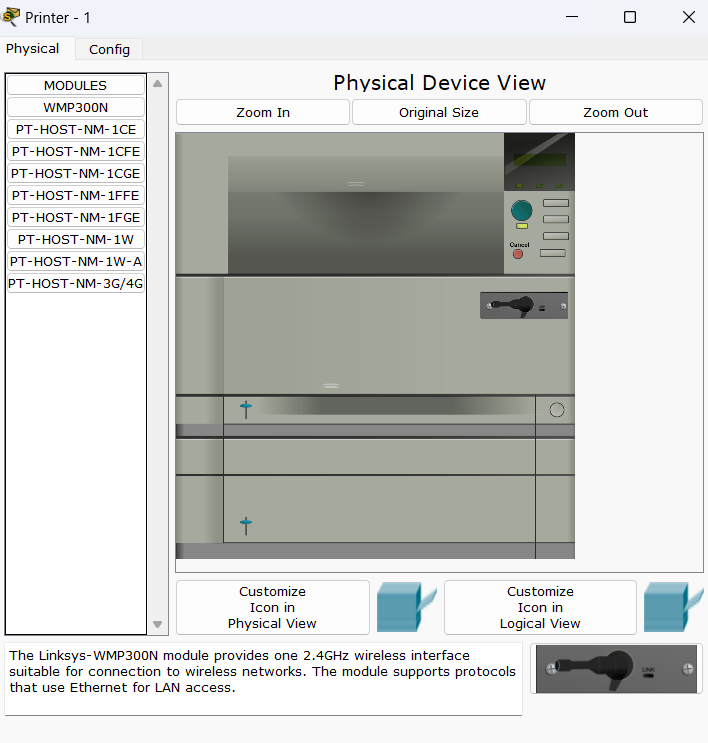 Printer - 1
Physical
Config
MODULES
WMP300N
PT-HOST-NM-1CE
PT-HOST-NM-1CFE
PT-HOST-NM-1CGE
PT-HOST-NM-1FFE
PT-HOST-NM-1FGE
PT-HOST-NM-1W
PT-HOST-NM-1W-A
PT-HOST-NM-3G/4G
Physical Device View
Zoom In
Original Size
Zoom Out
Cancel
Customize
Icon in
Physical View
Customize
Icon in
Logical View
The Linksys-WMP300N module provides one 2.4GHz wireless interface
suitable for connection to wireless networks. The module supports protocols
that use Ethernet for LAN access.
LINK